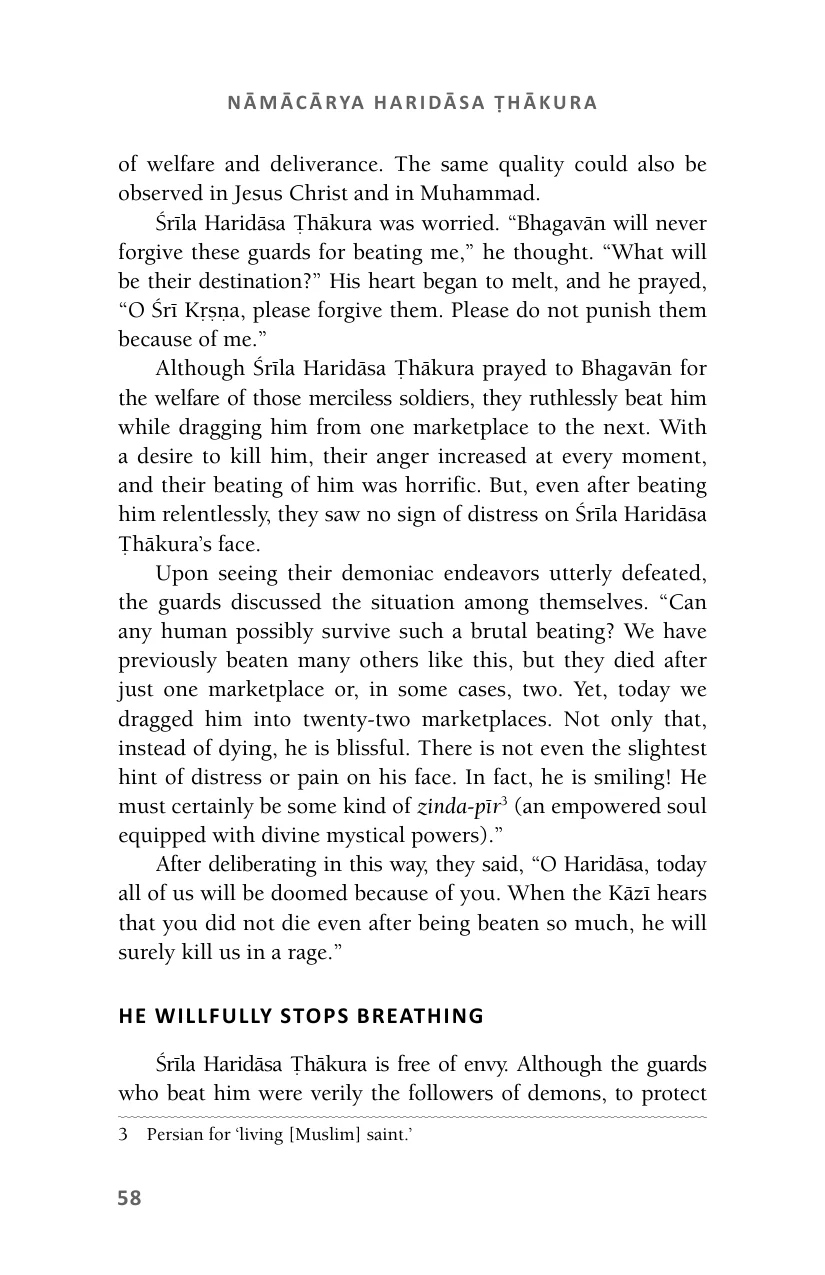 NĀMĀCĀRYA HARIDĀSA ṬHĀKURA
of welfare and deliverance. The same quality could also be
observed in Jesus Christ and in Muhammad.
Śrīla Haridāsa Ṭhākura was worried. “Bhagavān will never
forgive these guards for beating me,” he thought. “What will
be their destination?” His heart began to melt, and he prayed,
“O Śrī Kṛṣṇa, please forgive them. Please do not punish them
because of me.”
Although Śrīla Haridāsa Ṭhākura prayed to Bhagavān for
the welfare of those merciless soldiers, they ruthlessly beat him
while dragging him from one marketplace to the next. With
a desire to kill him, their anger increased at every moment,
and their beating of him was horrific. But, even after beating
him relentlessly, they saw no sign of distress on Śrīla Haridāsa
Ṭhākura’s face.
Upon seeing their demoniac endeavors utterly defeated,
the guards discussed the situation among themselves. “Can
any human possibly survive such a brutal beating? We have
previously beaten many others like this, but they died after
just one marketplace or, in some cases, two. Yet, today we
dragged him into twenty-two marketplaces. Not only that,
instead of dying, he is blissful. There is not even the slightest
hint of distress or pain on his face. In fact, he is smiling! He
must certainly be some kind of zinda-pīr³ (an empowered soul
equipped with divine mystical powers).”
After deliberating in this way, they said, “O Haridāsa, today
all of us will be doomed because of you. When the Kāzī hears
that you did not die even after being beaten so much, he will
surely kill us in a rage.”
HE WILLFULLY STOPS BREATHING
Śrīla Haridāsa Ṭhākura is free of envy. Although the guards
who beat him were verily the followers of demons, to protect
3 Persian for ‘living [Muslim] saint.’
58